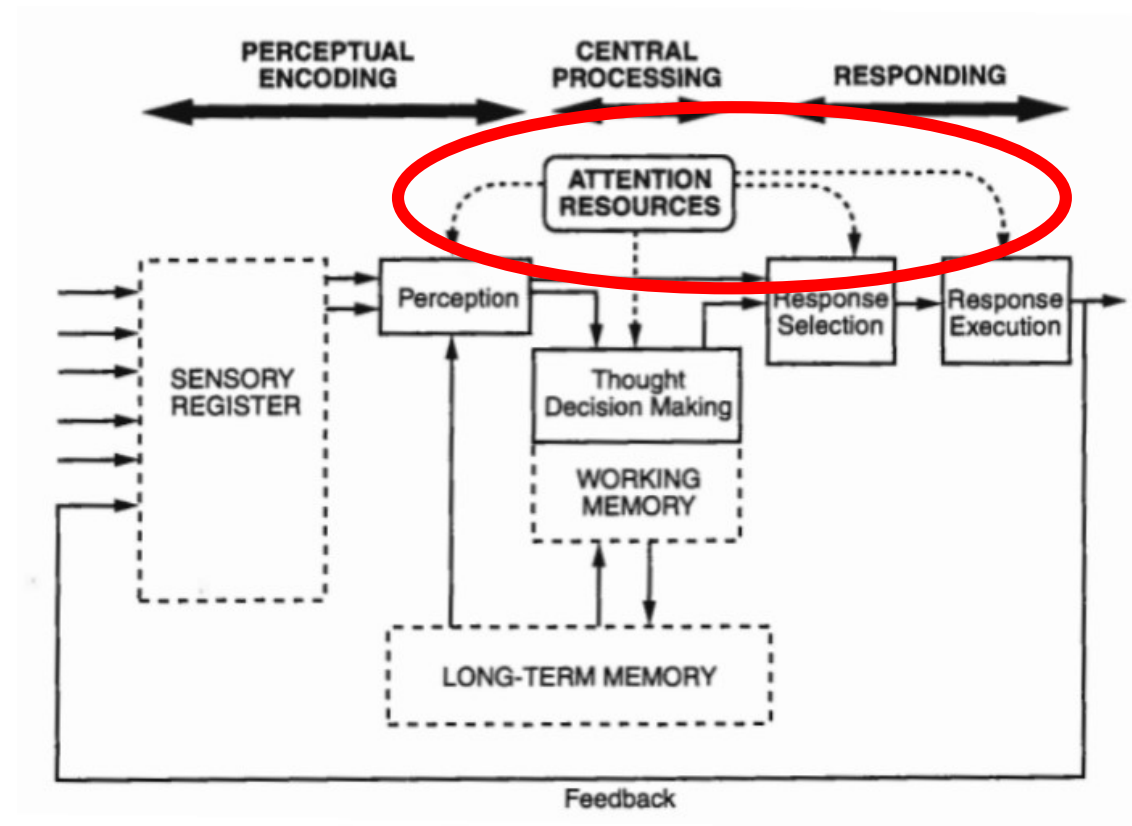 PERCEPTUAL
ENCODING
CENTRAL
PROCESSING
RESPONDING
ATTENTION
RESOURCES
Perception
Response
Selection
Response
Execution
SENSORY
REGISTER
Thought
Decision Making
WORKING
MEMORY
LONG-TERM MEMORY
Feedback